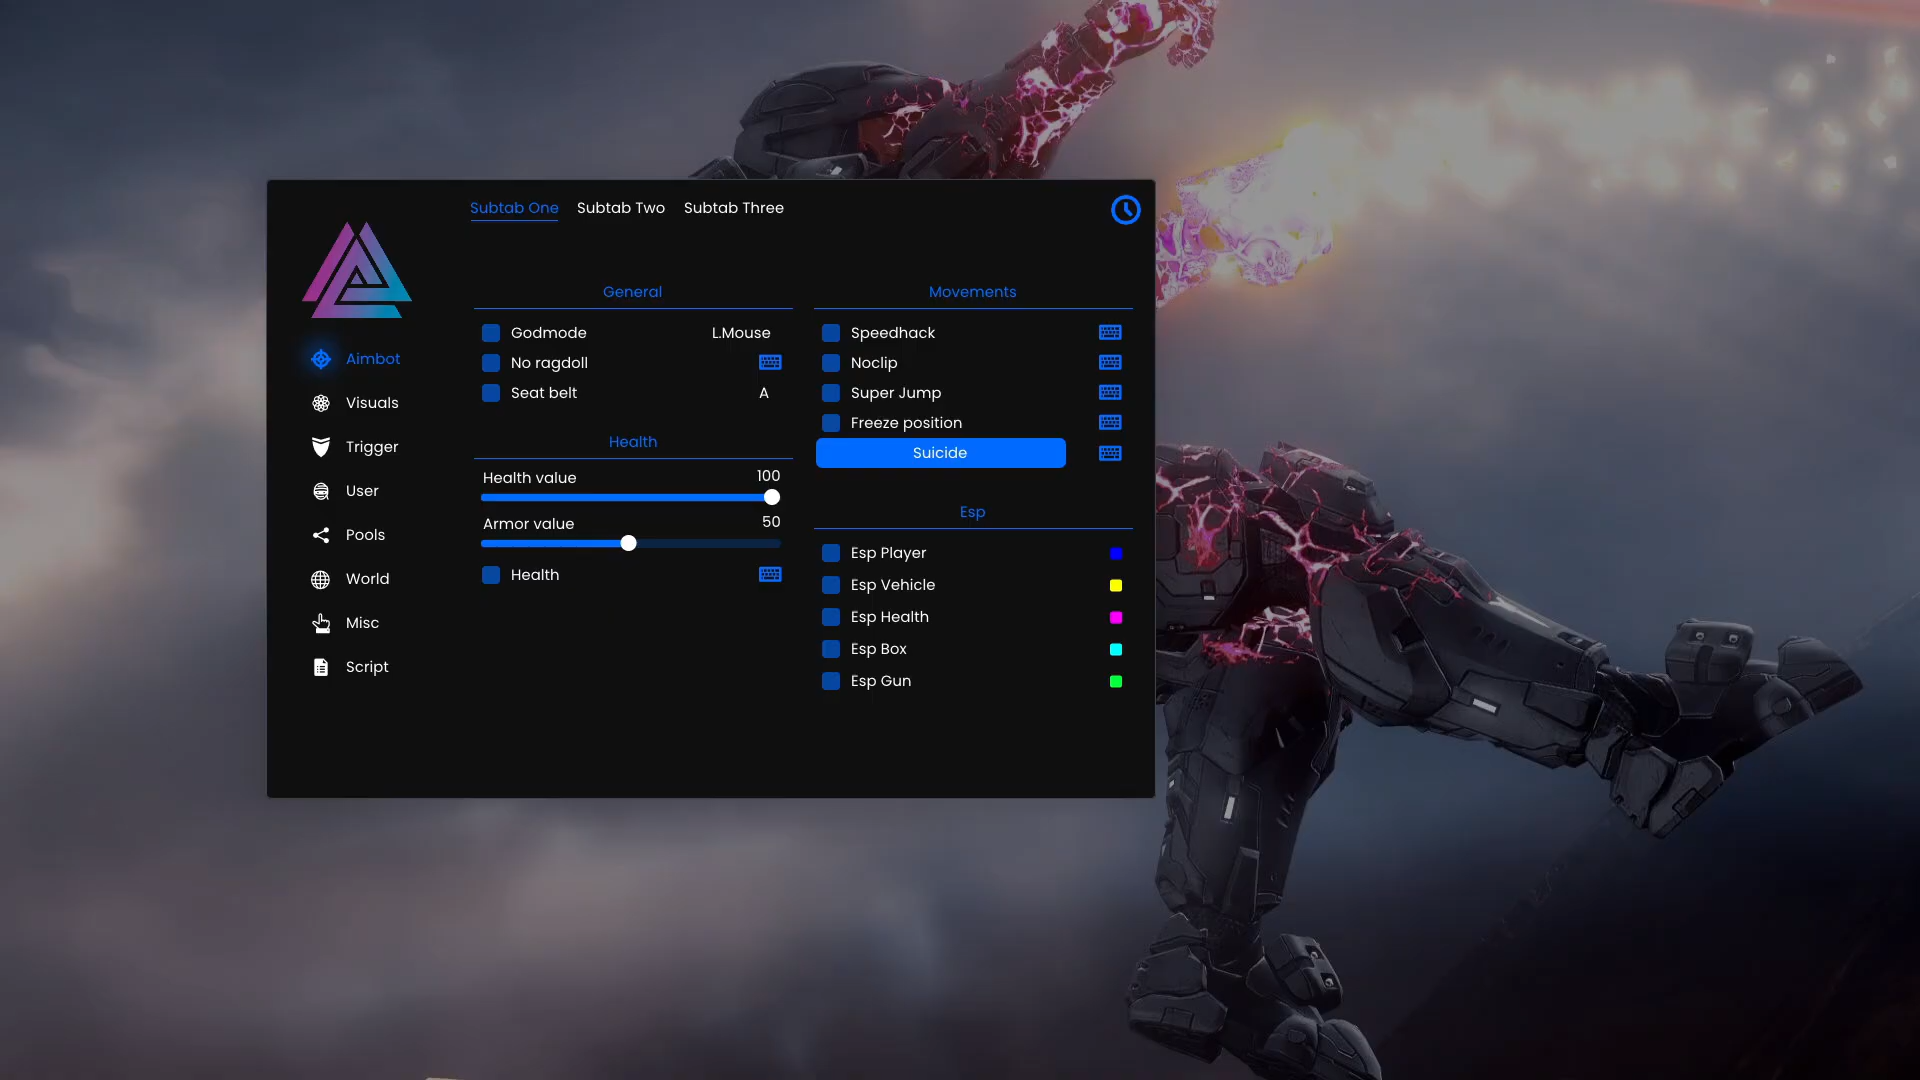 Subtab One Subtab Two Subtab Three
Aimbot
Visuals
Trigger
User
Pools
World
Misc
Script
General
Godmode L.Mouse
No ragdoll
Seat belt A
Health
Health value 100
Armor value 50
Health
Movements
Speedhack
Noclip
Super Jump
Freeze position
Suicide
Esp
Esp Player
Esp Vehicle
Esp Health
Esp Box
Esp Gun